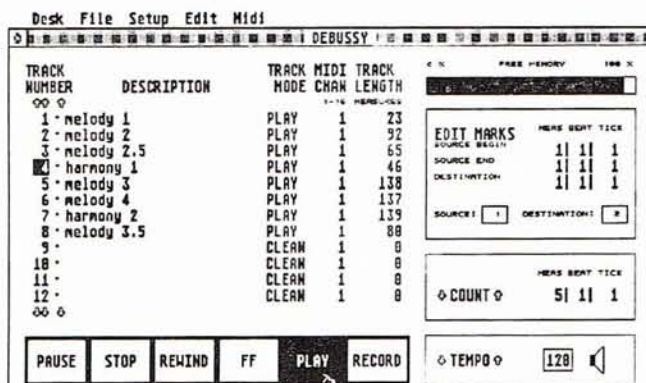 Desk File Setup Edit Midi
DEBUSSY
TRACK NUMBER DESCRIPTION TRACK MODE MIDI CHAN TRACK LENGTH
1-16 MEASURES
1 - melody 1 PLAY 1 23
2 - melody 2 PLAY 1 92
3 - melody 2.5 PLAY 1 65
4 - harmony 1 PLAY 1 46
5 - melody 3 PLAY 1 138
6 - melody 4 PLAY 1 137
7 - harmony 2 PLAY 1 139
8 - melody 3.5 PLAY 1 88
9 - CLEAN 1 0
10 - CLEAN 1 0
11 - CLEAN 1 0
12 - CLEAN 1 0
PAUSE STOP REWIND FF PLAY RECORD
0 % FREE MEMORY 100 %
EDIT MARKS MEAS BEAT TICK
SOURCE BEGIN 1| 1| 1
SOURCE END 1| 1| 1
DESTINATION 1| 1| 1
SOURCE: 1 DESTINATION: 2
MEAS BEAT TICK
COUNT 5| 1| 1
TEMPO 120